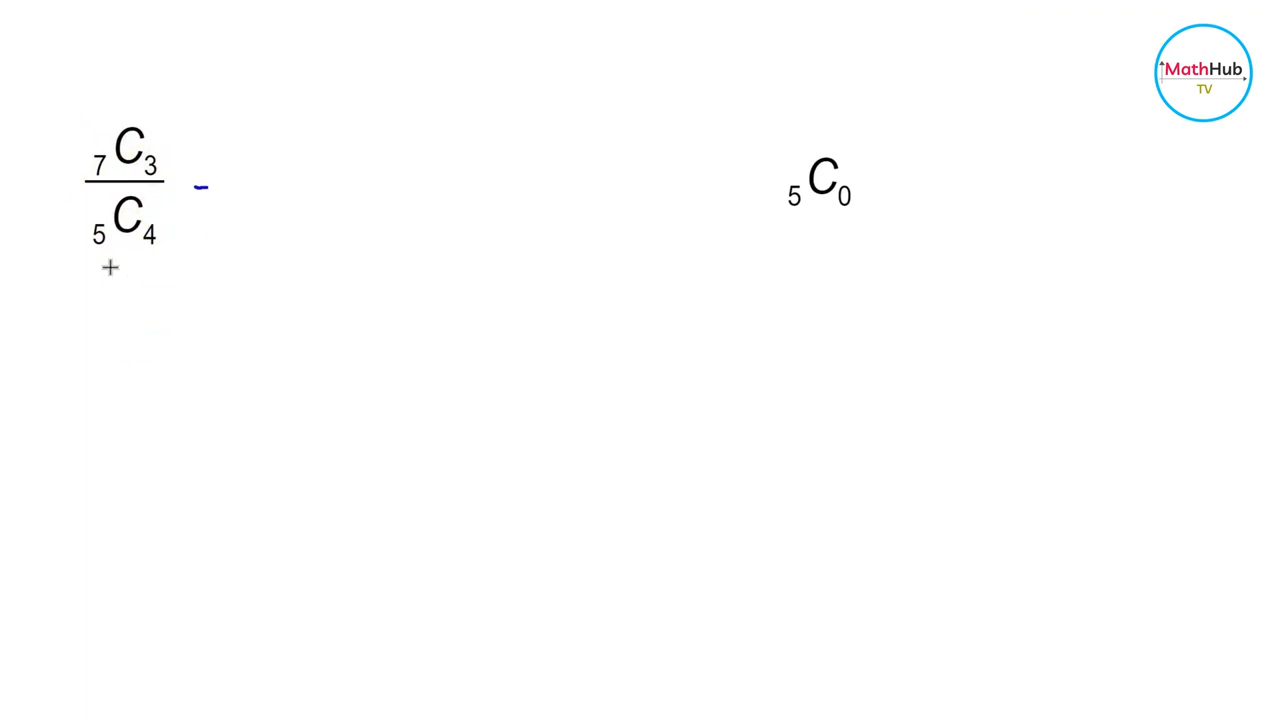 ₇C₃
₅C₄
-
₅C₀
MathHub
TV